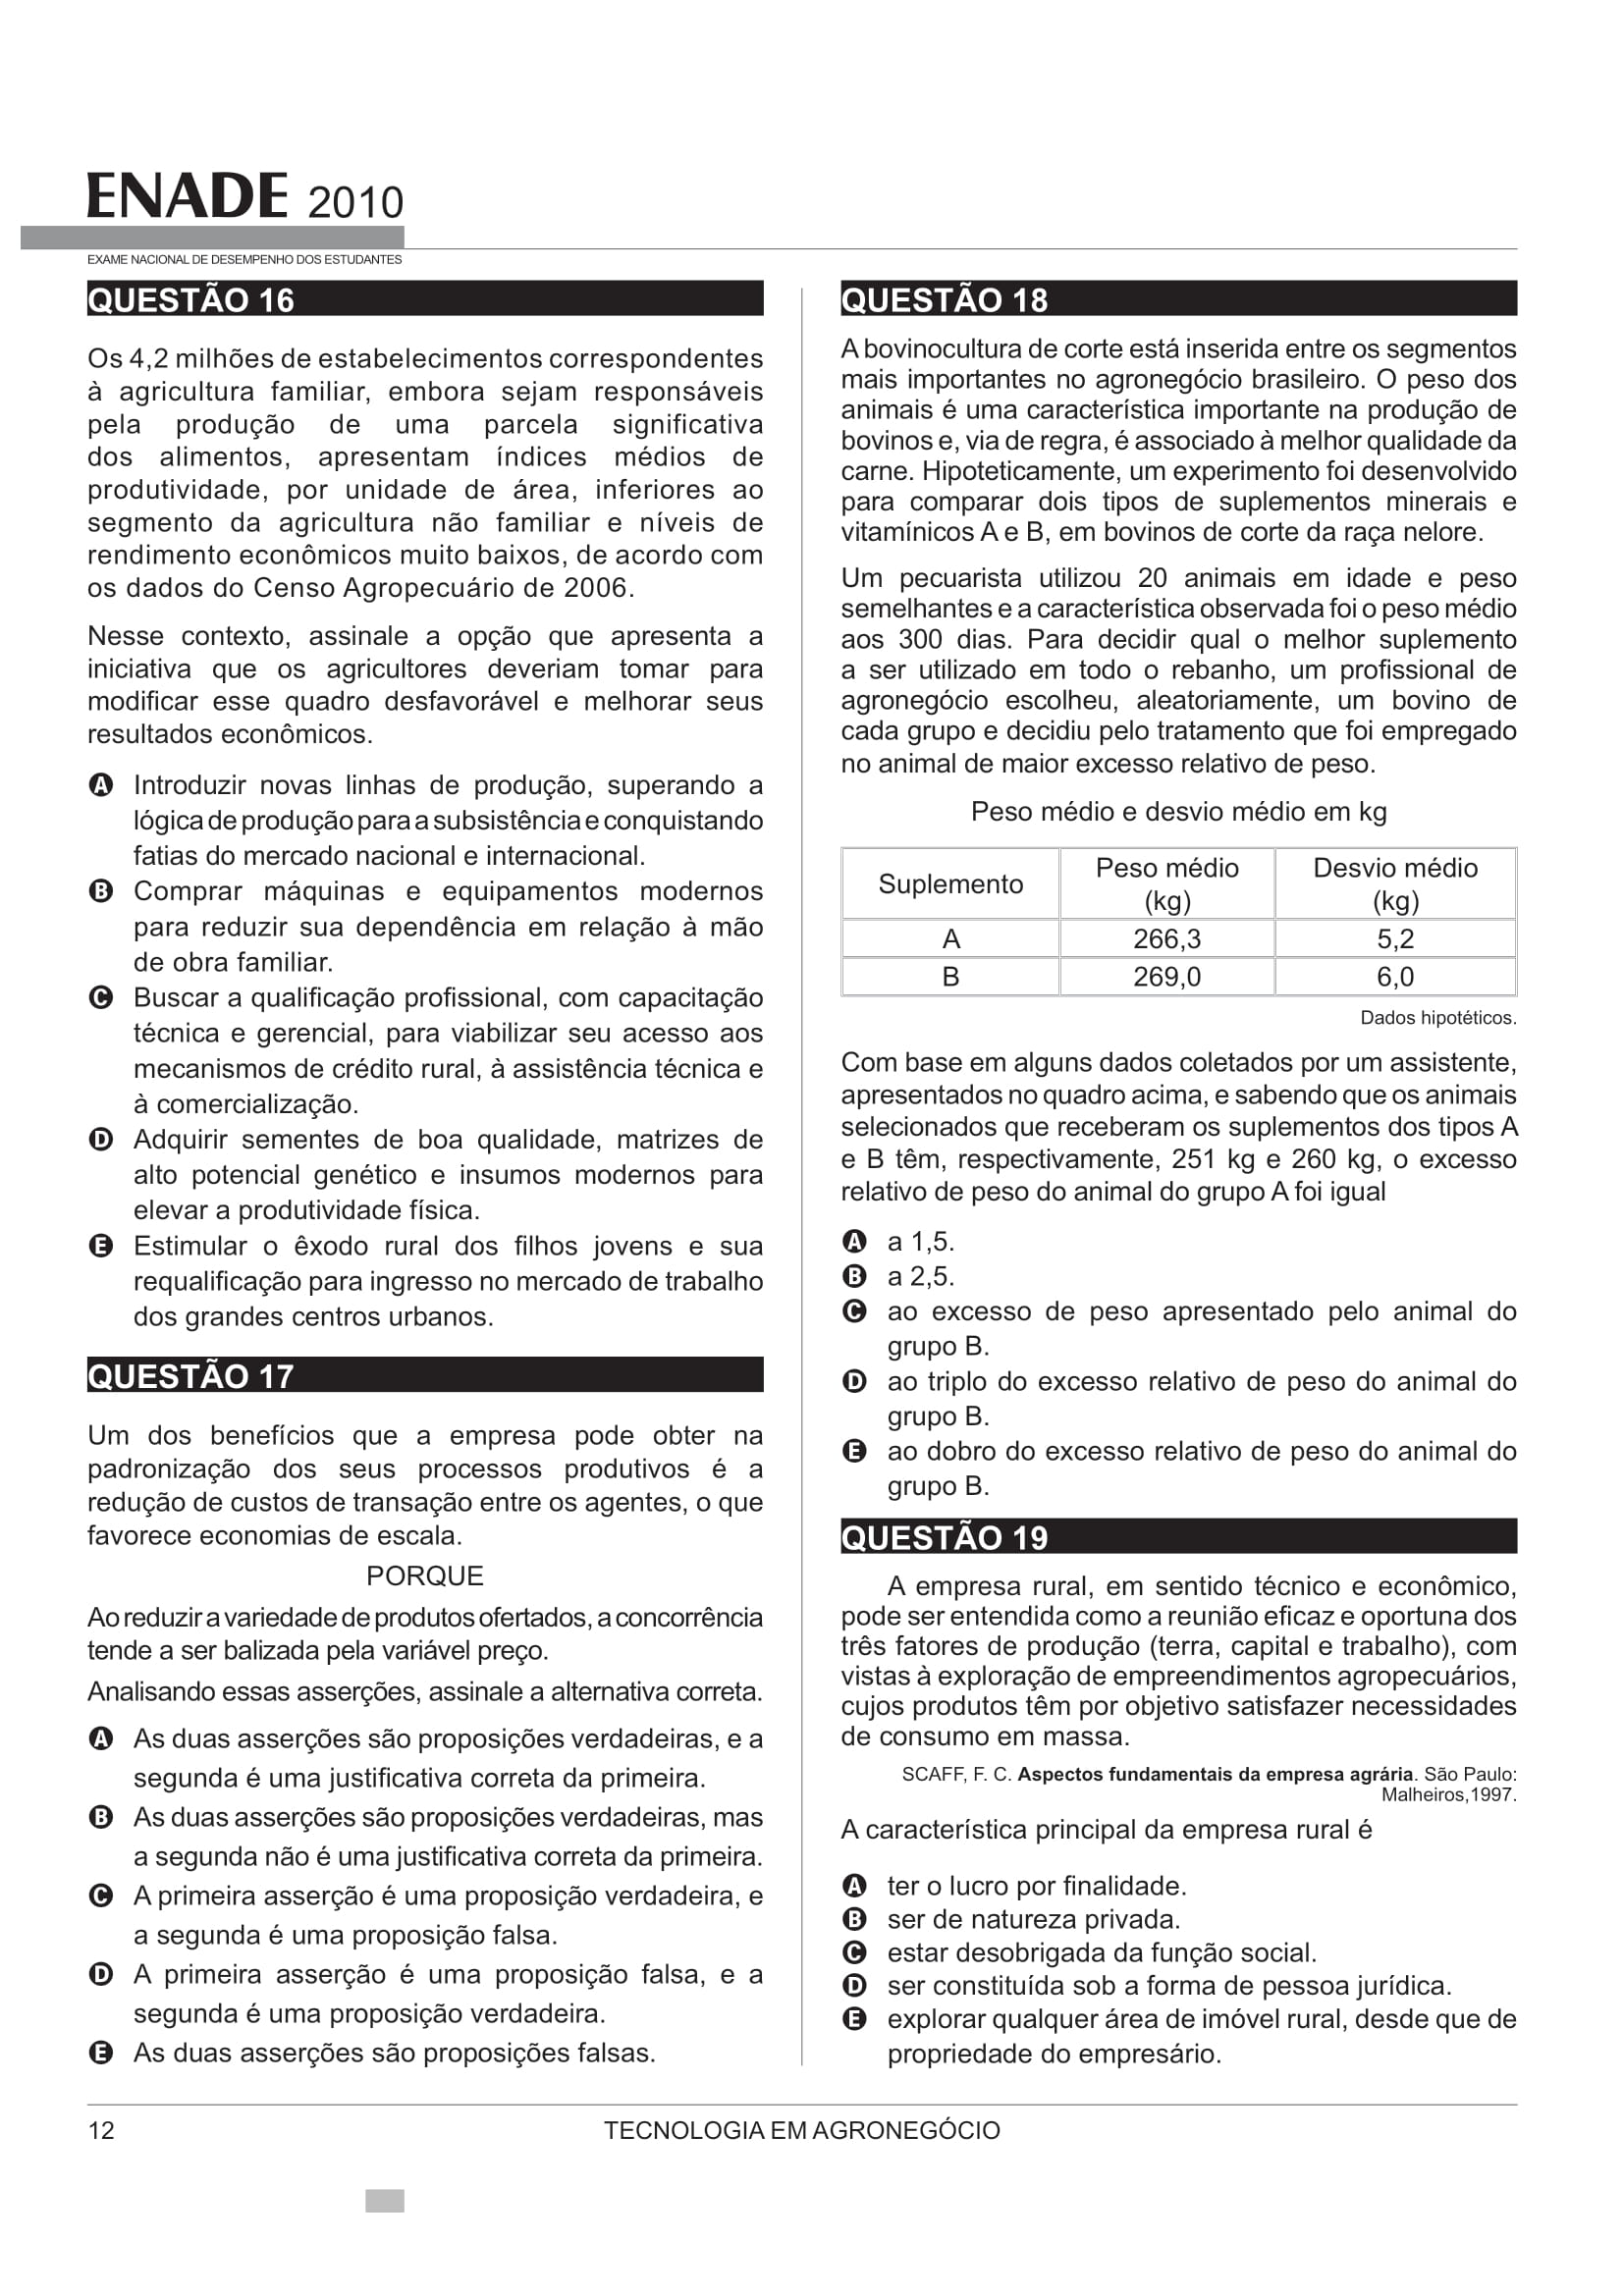 ENADE 2010
EXAME NACIONAL DE DESEMPENHO DOS ESTUDANTES
QUESTÃO 16
Os 4,2 milhões de estabelecimentos correspondentes
à agricultura familiar, embora sejam responsáveis
pela produção de uma parcela significativa
dos alimentos, apresentam índices médios de
produtividade, por unidade de área, inferiores ao
segmento da agricultura não familiar e níveis de
rendimento econômicos muito baixos, de acordo com
os dados do Censo Agropecuário de 2006.
Nesse contexto, assinale a opção que apresenta a
iniciativa que os agricultores deveriam tomar para
modificar esse quadro desfavorável e melhorar seus
resultados econômicos.
A Introduzir novas linhas de produção, superando a
lógica de produção para a subsistência e conquistando
fatias do mercado nacional e internacional.
B Comprar máquinas e equipamentos modernos
para reduzir sua dependência em relação à mão
de obra familiar.
C Buscar a qualificação profissional, com capacitação
técnica e gerencial, para viabilizar seu acesso aos
mecanismos de crédito rural, à assistência técnica e
à comercialização.
D Adquirir sementes de boa qualidade, matrizes de
alto potencial genético e insumos modernos para
elevar a produtividade física.
E Estimular o êxodo rural dos filhos jovens e sua
requalificação para ingresso no mercado de trabalho
dos grandes centros urbanos.
QUESTÃO 17
Um dos benefícios que a empresa pode obter na
padronização dos seus processos produtivos é a
redução de custos de transação entre os agentes, o que
favorece economias de escala.
PORQUE
Ao reduzir a variedade de produtos ofertados, a concorrência
tende a ser balizada pela variável preço.
Analisando essas asserções, assinale a alternativa correta.
A As duas asserções são proposições verdadeiras, e a
segunda é uma justificativa correta da primeira.
B As duas asserções são proposições verdadeiras, mas
a segunda não é uma justificativa correta da primeira.
C A primeira asserção é uma proposição verdadeira, e
a segunda é uma proposição falsa.
D A primeira asserção é uma proposição falsa, e a
segunda é uma proposição verdadeira.
E As duas asserções são proposições falsas.
QUESTÃO 18
A bovinocultura de corte está inserida entre os segmentos
mais importantes no agronegócio brasileiro. O peso dos
animais é uma característica importante na produção de
bovinos e, via de regra, é associado à melhor qualidade da
carne. Hipoteticamente, um experimento foi desenvolvido
para comparar dois tipos de suplementos minerais e
vitamínicos A e B, em bovinos de corte da raça nelore.
Um pecuarista utilizou 20 animais em idade e peso
semelhantes e a característica observada foi o peso médio
aos 300 dias. Para decidir qual o melhor suplemento
a ser utilizado em todo o rebanho, um profissional de
agronegócio escolheu, aleatoriamente, um bovino de
cada grupo e decidiu pelo tratamento que foi empregado
no animal de maior excesso relativo de peso.
Peso médio e desvio médio em kg
Suplemento Peso médio (kg) Desvio médio (kg)
A 266,3 5,2
B 269,0 6,0
Dados hipotéticos.
Com base em alguns dados coletados por um assistente,
apresentados no quadro acima, e sabendo que os animais
selecionados que receberam os suplementos dos tipos A
e B têm, respectivamente, 251 kg e 260 kg, o excesso
relativo de peso do animal do grupo A foi igual
A a 1,5.
B a 2,5.
C ao excesso de peso apresentado pelo animal do
grupo B.
D ao triplo do excesso relativo de peso do animal do
grupo B.
E ao dobro do excesso relativo de peso do animal do
grupo B.
QUESTÃO 19
A empresa rural, em sentido técnico e econômico,
pode ser entendida como a reunião eficaz e oportuna dos
três fatores de produção (terra, capital e trabalho), com
vistas à exploração de empreendimentos agropecuários,
cujos produtos têm por objetivo satisfazer necessidades
de consumo em massa.
SCAFF, F. C. Aspectos fundamentais da empresa agrária. São Paulo:
Malheiros,1997.
A característica principal da empresa rural é
A ter o lucro por finalidade.
B ser de natureza privada.
C estar desobrigada da função social.
D ser constituída sob a forma de pessoa jurídica.
E explorar qualquer área de imóvel rural, desde que de
propriedade do empresário.
12
TECNOLOGIA EM AGRONEGÓCIO